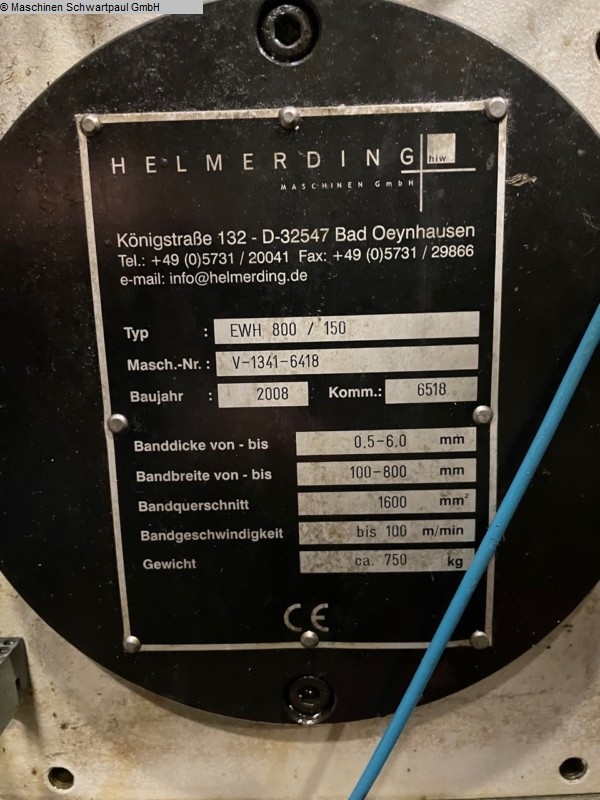 © Maschinen Schwartpaul GmbH
HELMERDING
hiw
MASCHINEN GmbH
Königstraße 132 - D-32547 Bad Oeynhausen
Tel.: +49 (0)5731 / 20041 Fax: +49 (0)5731 / 29866
e-mail: info@helmerding.de
Typ : EWH 800 / 150
Masch.-Nr. : V-1341-6418
Baujahr : 2008 Komm.: 6518
Banddicke von - bis 0.5-6.0 mm
Bandbreite von - bis 100-800 mm
Bandquerschnitt 1600 mm²
Bandgeschwindigkeit bis 100 m/min
Gewicht ca. 750 kg
CE